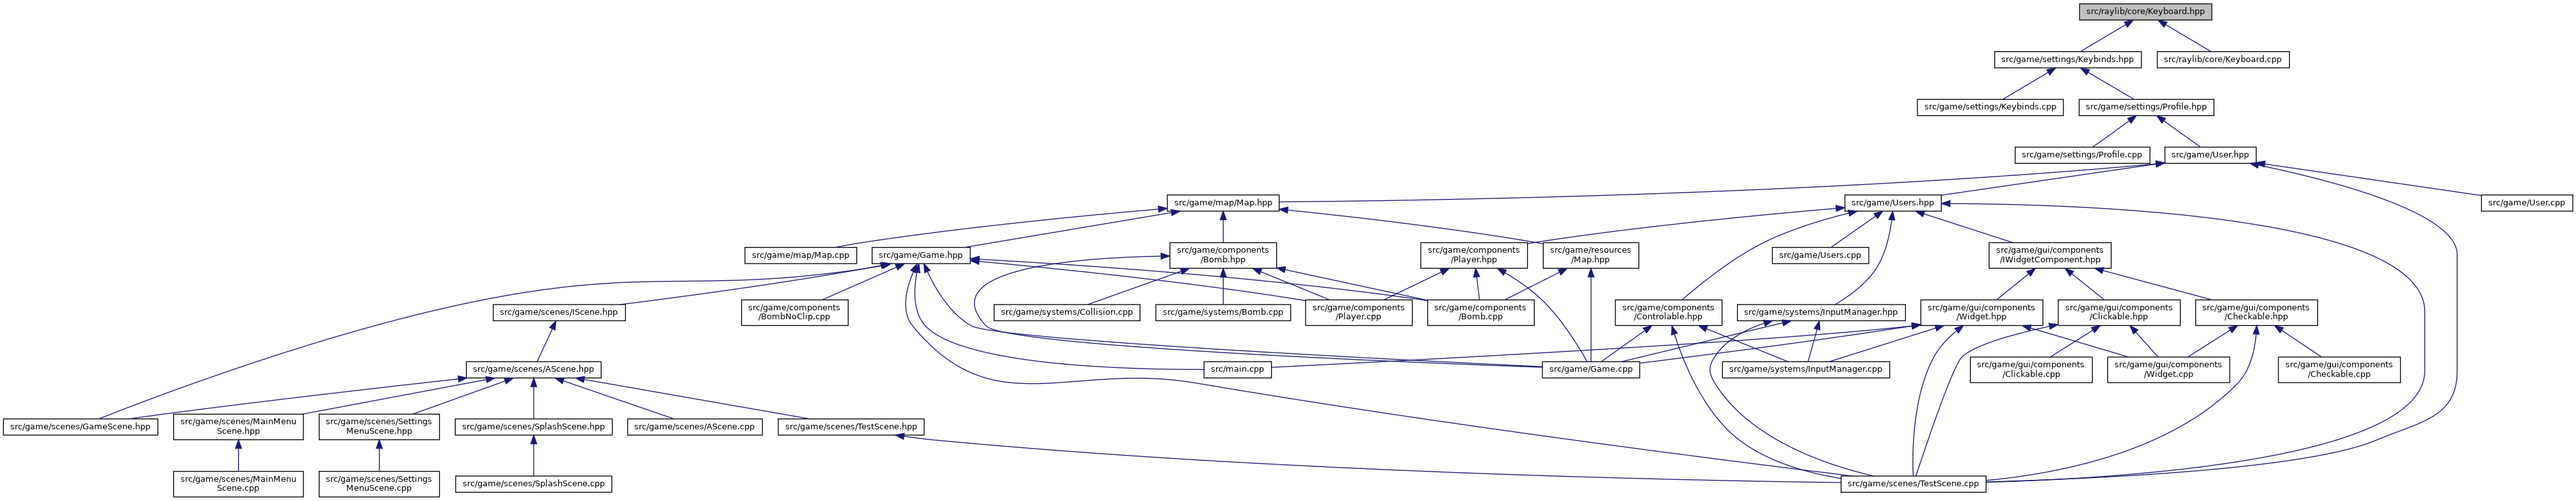 src/raylib/core/Keyboard.hpp
src/game/settings/Keybinds.hpp
src/raylib/core/Keyboard.cpp
src/game/settings/Keybinds.cpp
src/game/settings/Profile.hpp
src/game/settings/Profile.cpp
src/game/User.hpp
src/game/map/Map.hpp
src/game/Users.hpp
src/game/User.cpp
src/game/map/Map.cpp
src/game/Game.hpp
src/game/components
/Bomb.hpp
src/game/components
/Player.hpp
src/game/resources
/Map.hpp
src/game/Users.cpp
src/game/gui/components
/IWidgetComponent.hpp
src/game/scenes/IScene.hpp
src/game/components
/BombNoClip.cpp
src/game/systems/Collision.cpp
src/game/systems/Bomb.cpp
src/game/components
/Player.cpp
src/game/components
/Bomb.cpp
src/game/components
/Controlable.hpp
src/game/systems/InputManager.hpp
src/game/gui/components
/Widget.hpp
src/game/gui/components
/Clickable.hpp
src/game/gui/components
/Checkable.hpp
src/game/scenes/AScene.hpp
src/main.cpp
src/game/Game.cpp
src/game/systems/InputManager.cpp
src/game/gui/components
/Clickable.cpp
src/game/gui/components
/Widget.cpp
src/game/gui/components
/Checkable.cpp
src/game/scenes/GameScene.hpp
src/game/scenes/MainMenu
Scene.hpp
src/game/scenes/Settings
MenuScene.hpp
src/game/scenes/SplashScene.hpp
src/game/scenes/AScene.cpp
src/game/scenes/TestScene.hpp
src/game/scenes/MainMenu
Scene.cpp
src/game/scenes/Settings
MenuScene.cpp
src/game/scenes/SplashScene.cpp
src/game/scenes/TestScene.cpp